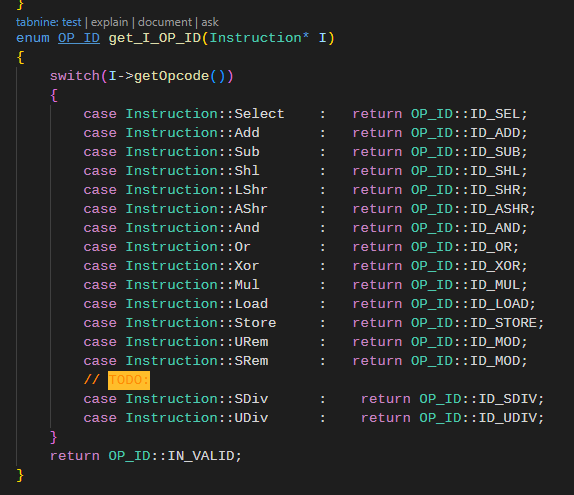 }
tabnine: test | explain | document | ask
enum OP_ID get_I_OP_ID(Instruction* I)
{
    switch(I->getOpcode())
    {
        case Instruction::Select    :   return OP_ID::ID_SEL;
        case Instruction::Add       :   return OP_ID::ID_ADD;
        case Instruction::Sub       :   return OP_ID::ID_SUB;
        case Instruction::Shl       :   return OP_ID::ID_SHL;
        case Instruction::LShr      :   return OP_ID::ID_SHR;
        case Instruction::AShr      :   return OP_ID::ID_ASHR;
        case Instruction::And       :   return OP_ID::ID_AND;
        case Instruction::Or        :   return OP_ID::ID_OR;
        case Instruction::Xor       :   return OP_ID::ID_XOR;
        case Instruction::Mul       :   return OP_ID::ID_MUL;
        case Instruction::Load      :   return OP_ID::ID_LOAD;
        case Instruction::Store     :   return OP_ID::ID_STORE;
        case Instruction::URem      :   return OP_ID::ID_MOD;
        case Instruction::SRem      :   return OP_ID::ID_MOD;
        // TODO:
        case Instruction::SDiv      :    return OP_ID::ID_SDIV;
        case Instruction::UDiv      :    return OP_ID::ID_UDIV;
    }
    return OP_ID::IN_VALID;
}